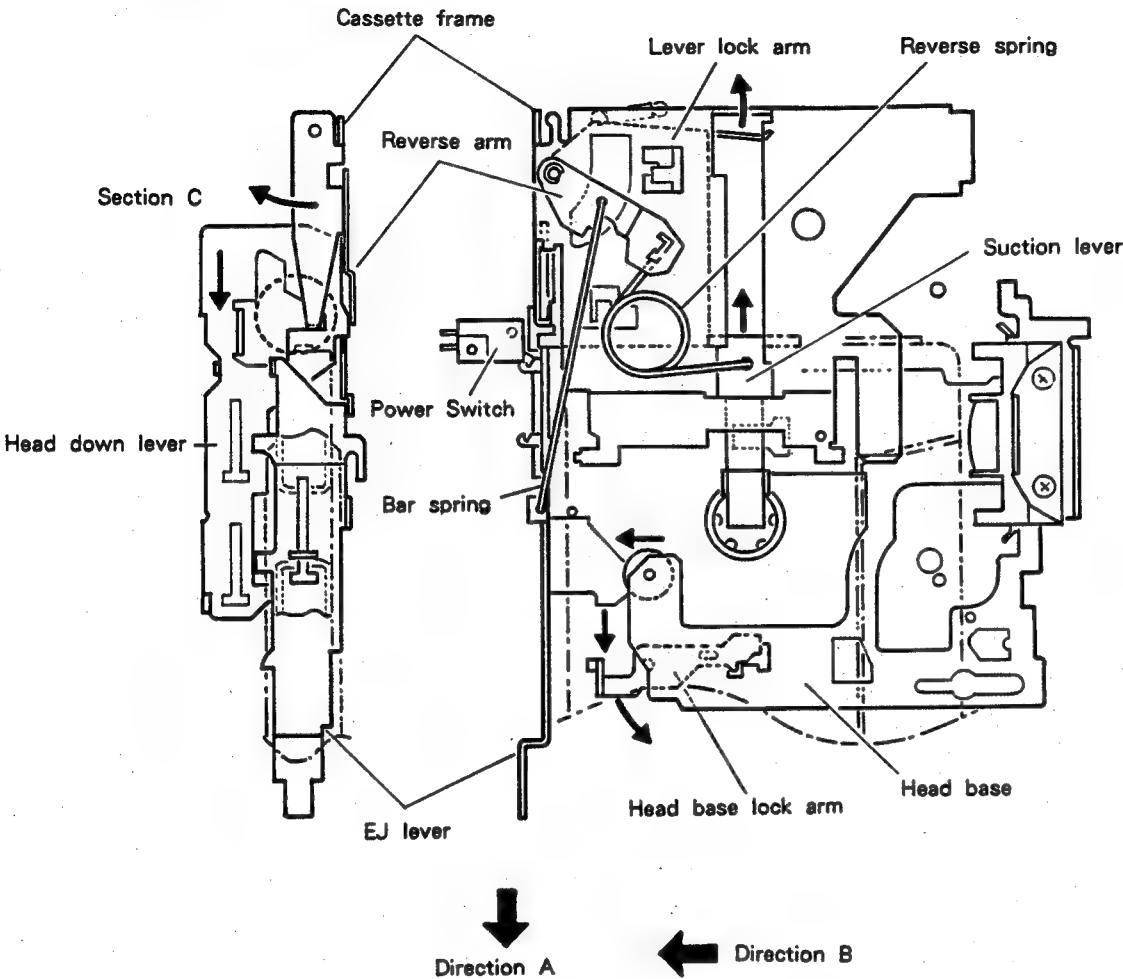 Cassette frame
Lever lock arm
Reverse spring
Reverse arm
Section C
Suction lever
Power Switch
Head down lever
Bar spring
Head base
Head base lock arm
EJ lever
Direction A
Direction B